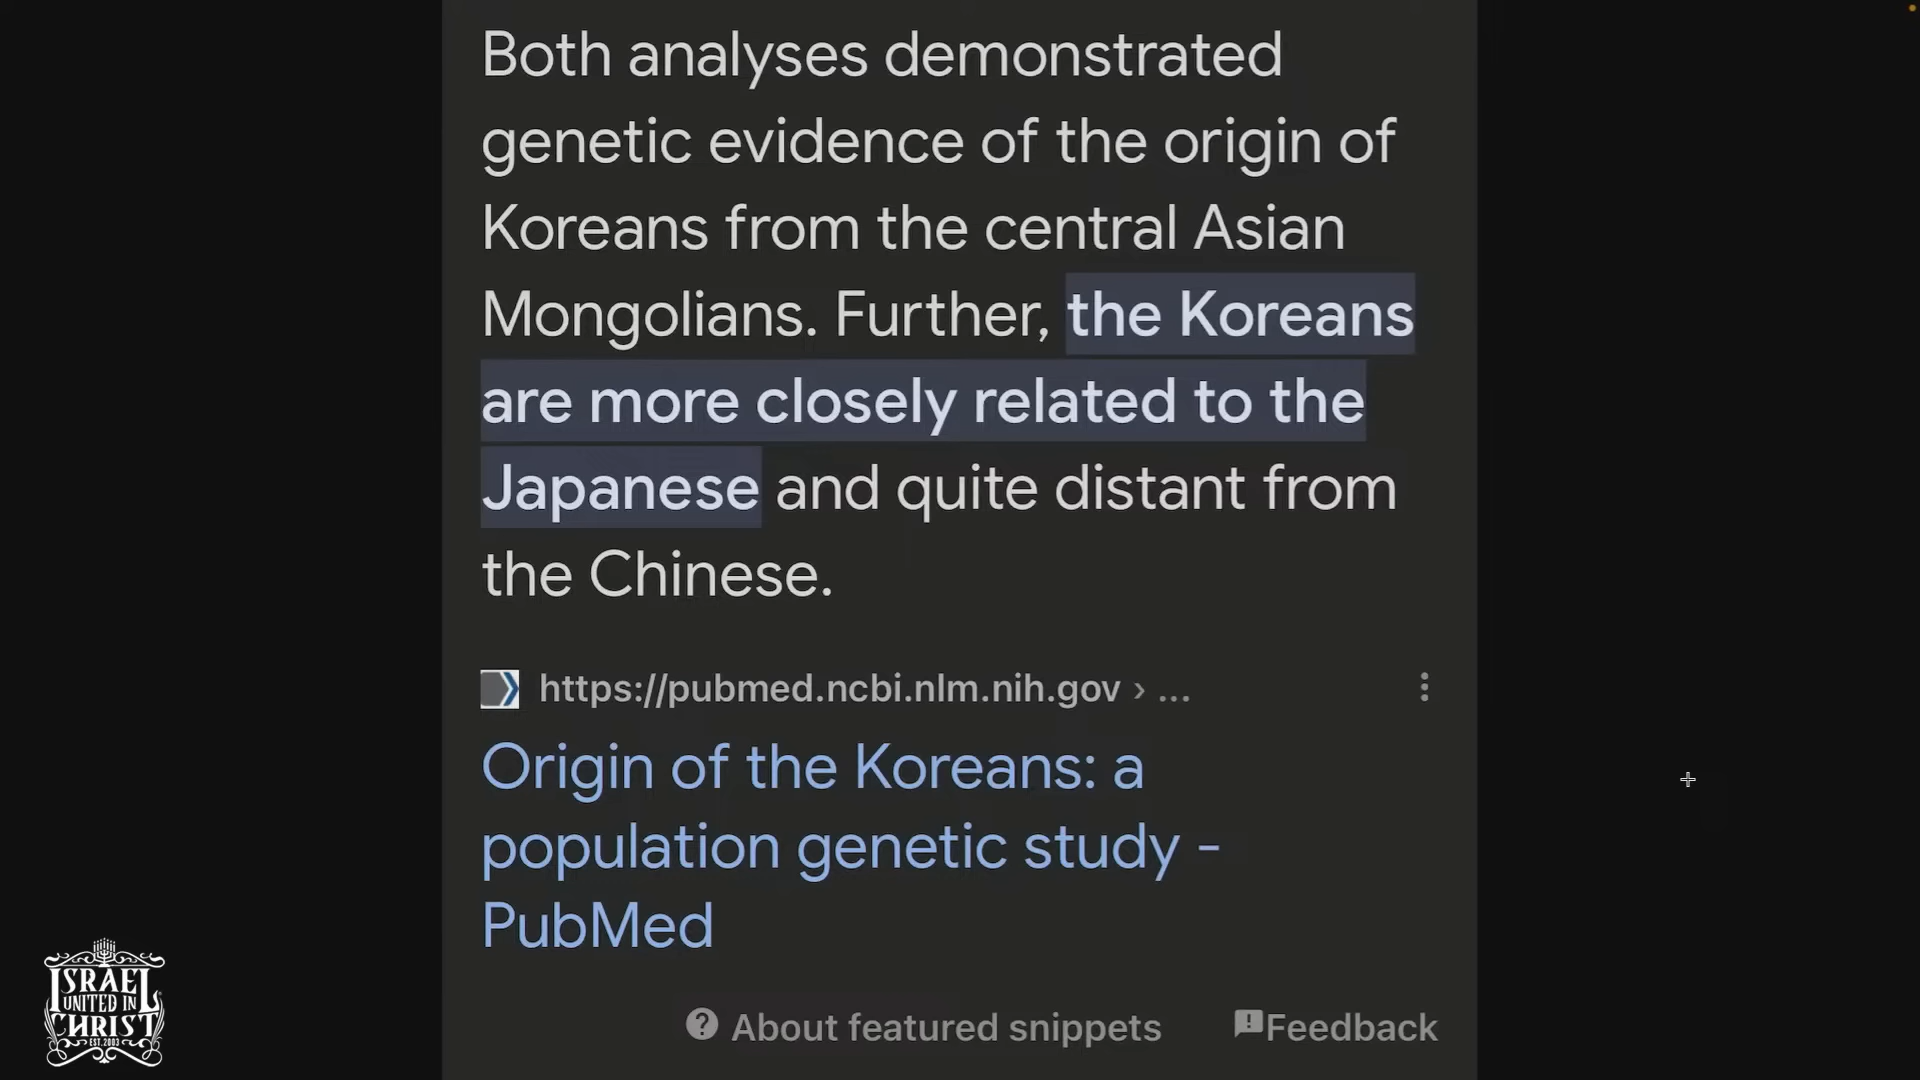 Both analyses demonstrated
genetic evidence of the origin of
Koreans from the central Asian
Mongolians. Further, the Koreans
are more closely related to the
Japanese and quite distant from
the Chinese.
https://pubmed.ncbi.nlm.nih.gov › ...
Origin of the Koreans: a
population genetic study -
PubMed
About featured snippets
Feedback
ISRAEL
UNITED IN
CHRIST
EST. 2003